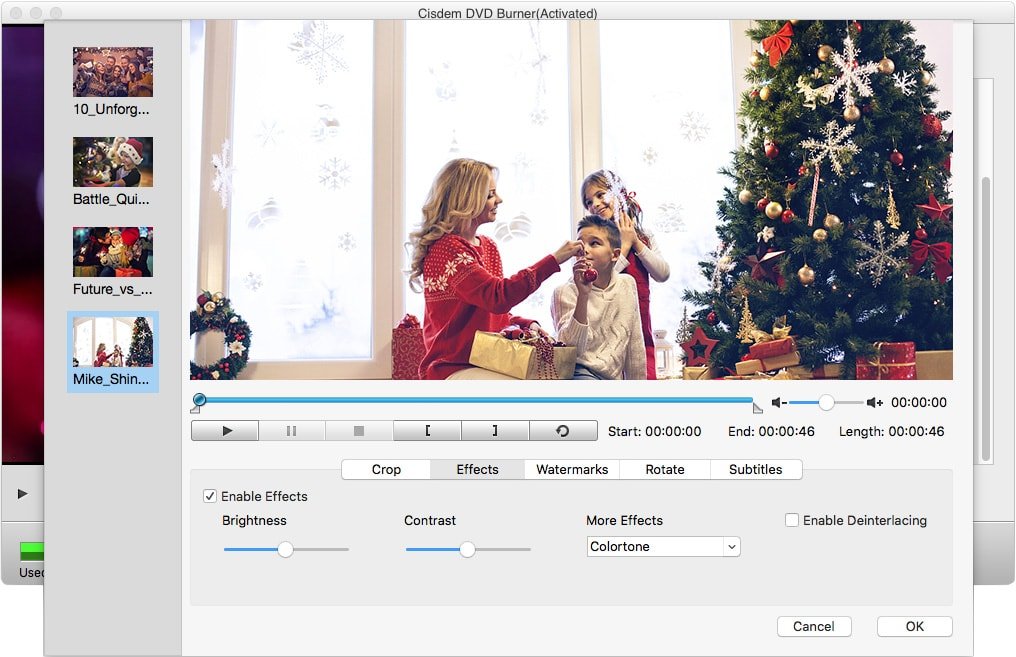 Cisdem DVD Burner(Activated)
10_Unforg...
Battle_Qui...
Future_vs_...
Mike_Shin...
00:00:00
[ ]
Start: 00:00:00 End: 00:00:46 Length: 00:00:46
Crop Effects Watermarks Rotate Subtitles
Enable Effects
Brightness Contrast More Effects Enable Deinterlacing
Colortone
Used
Cancel OK